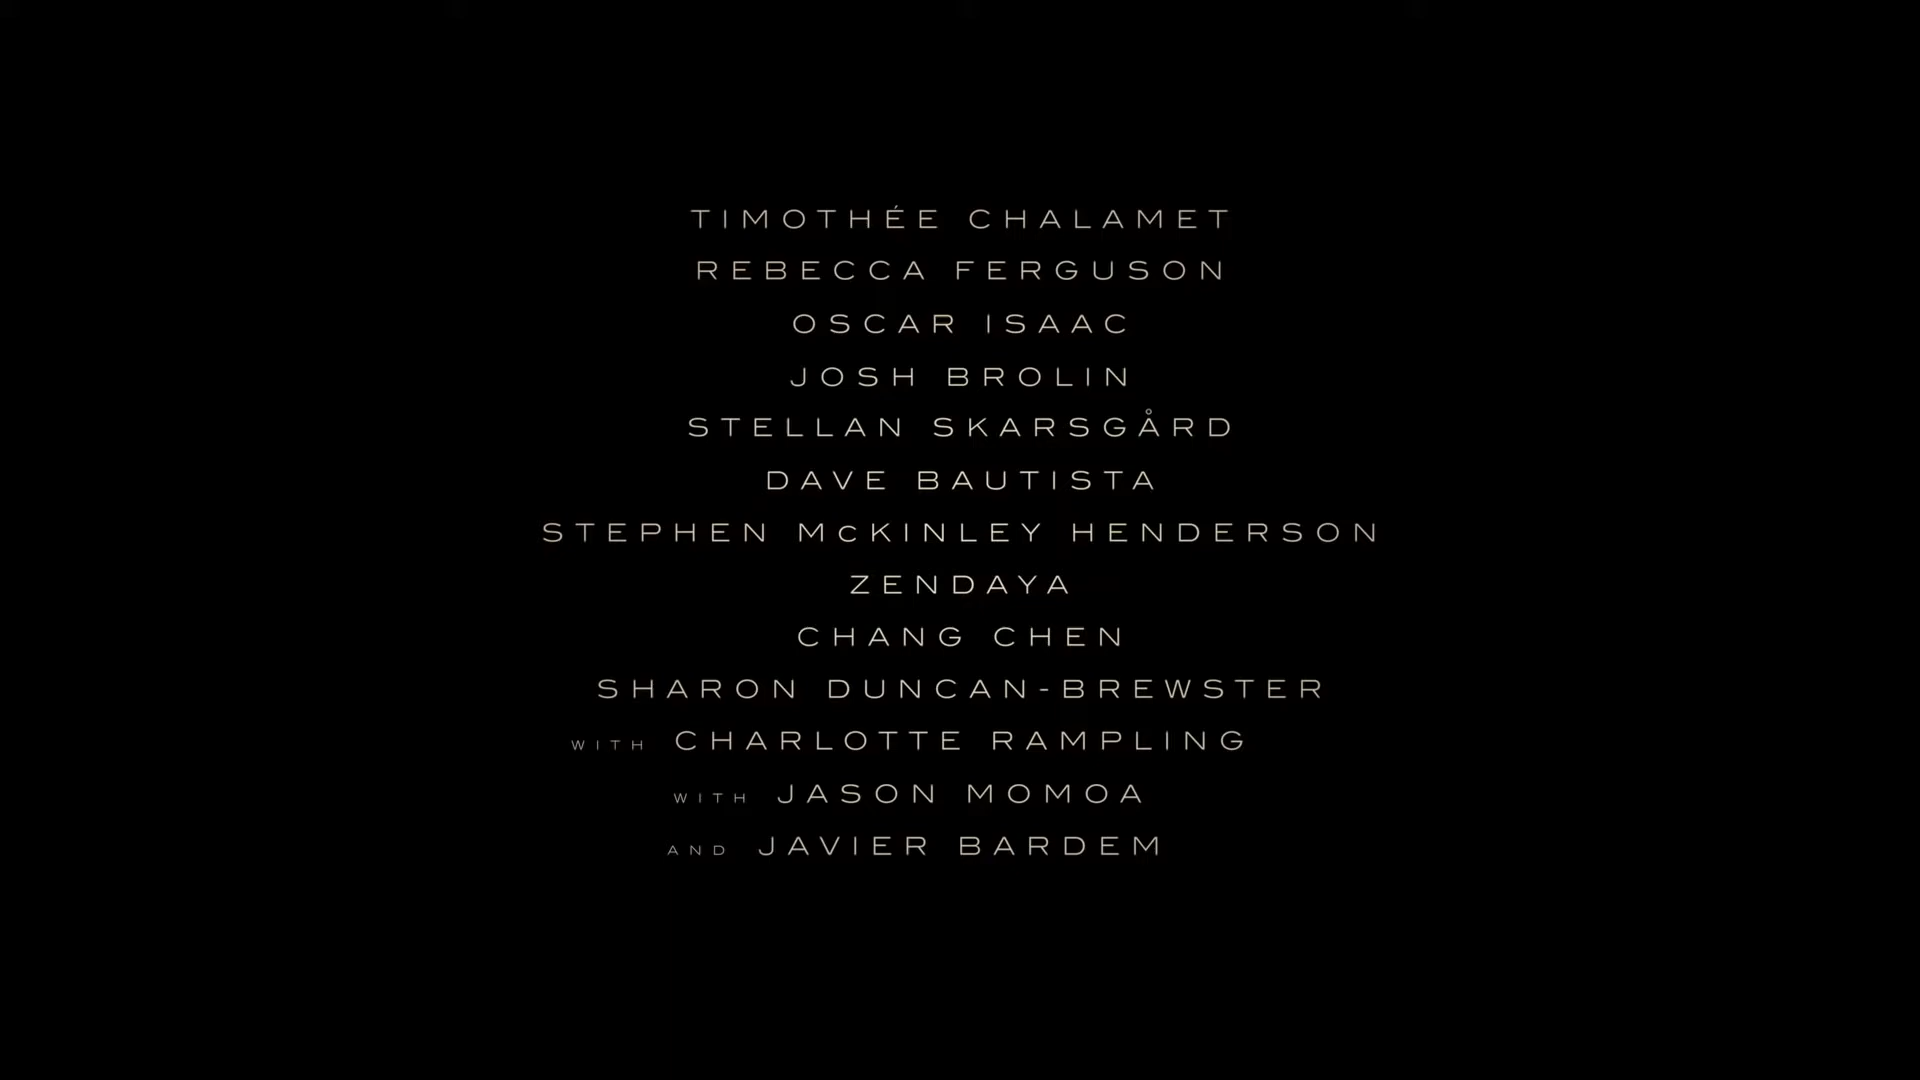 TIMOTHÉE CHALAMET
REBECCA FERGUSON
OSCAR ISAAC
JOSH BROLIN
STELLAN SKARSGÅRD
DAVE BAUTISTA
STEPHEN McKINLEY HENDERSON
ZENDAYA
CHANG CHEN
SHARON DUNCAN-BREWSTER
WITH CHARLOTTE RAMPLING
WITH JASON MOMOA
AND JAVIER BARDEM